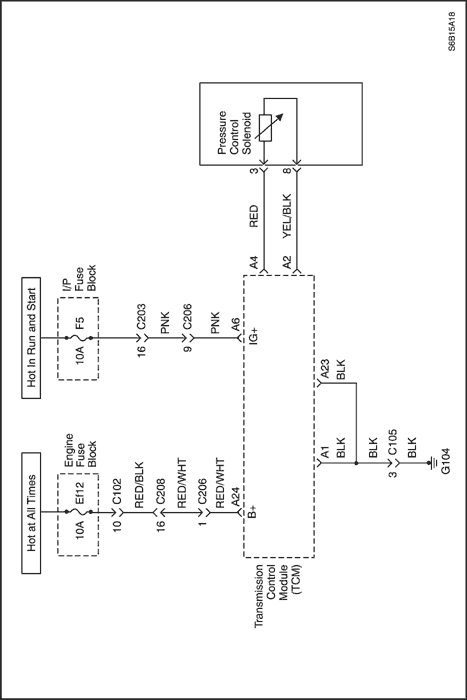 S6B15A18
Pressure
Control
Solenoid
3
8
RED
YEL/BLK
A4
A2
Hot In Run and Start
I/P
Fuse
Block
F5
10A
C203
16
PNK
C206
9
PNK
A6
IG+
A23
BLK
Hot at All Times
Engine
Fuse
Block
Ef12
10A
C102
10
RED/BLK
C208
16
RED/WHT
C206
1
RED/WHT
A24
B+
A1
BLK
BLK
C105
3
BLK
G104
Transmission
Control
Module
(TCM)